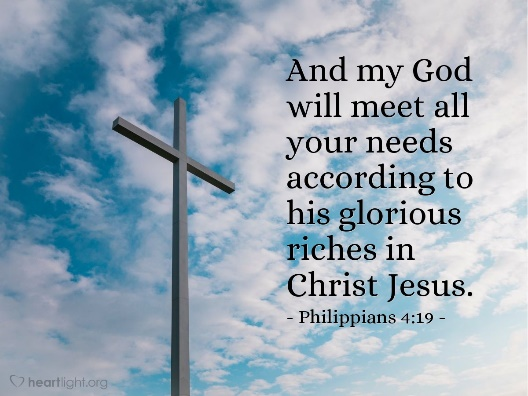 And my God
will meet all
your needs
according to
his glorious
riches in
Christ Jesus.
- Philippians 4:19 -
heartlight.org